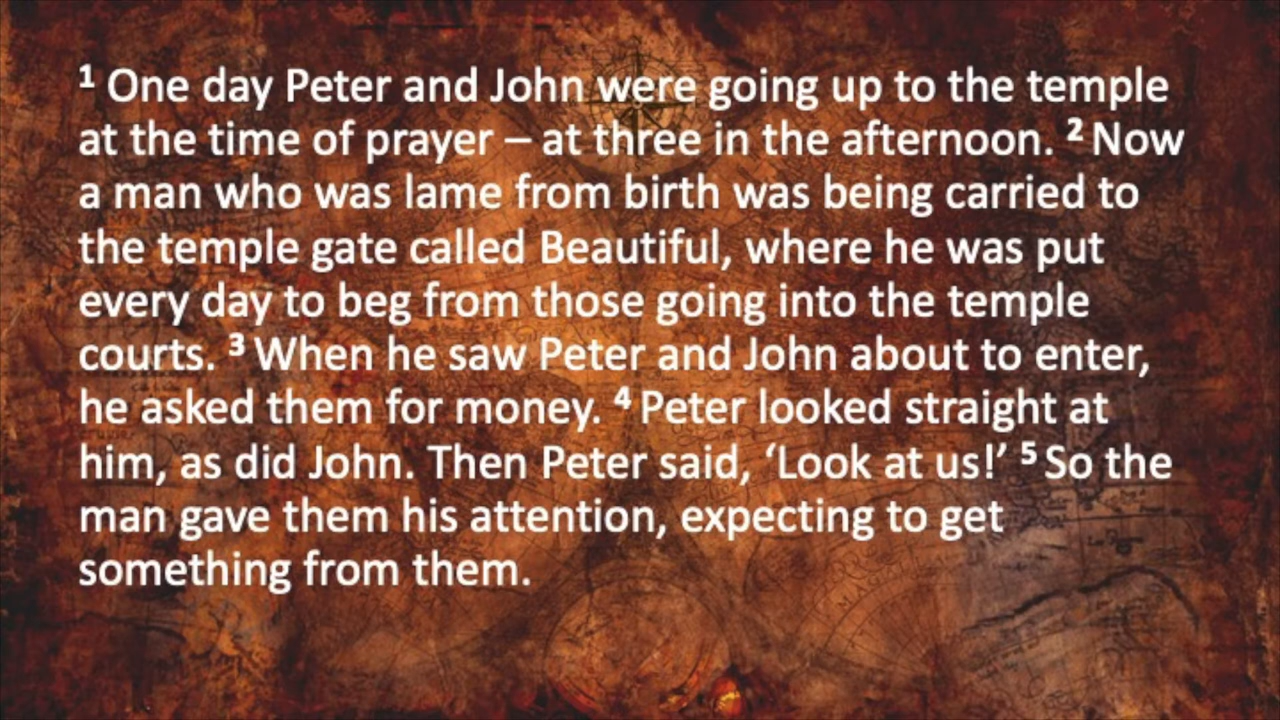 ¹ One day Peter and John were going up to the temple
at the time of prayer – at three in the afternoon. ² Now
a man who was lame from birth was being carried to
the temple gate called Beautiful, where he was put
every day to beg from those going into the temple
courts. ³ When he saw Peter and John about to enter,
he asked them for money. ⁴ Peter looked straight at
him, as did John. Then Peter said, ‘Look at us!’ ⁵ So the
man gave them his attention, expecting to get
something from them.